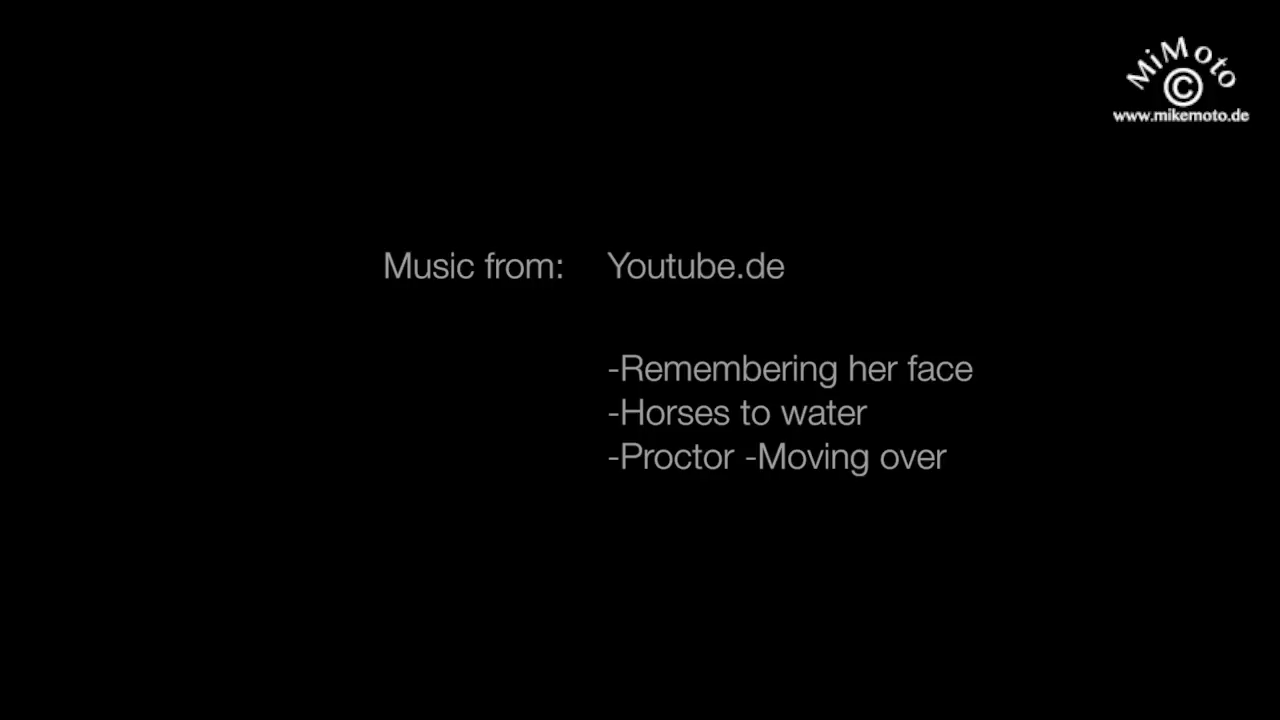 MiMoto
©
www.mikemoto.de
Music from: Youtube.de
-Remembering her face
-Horses to water
-Proctor -Moving over